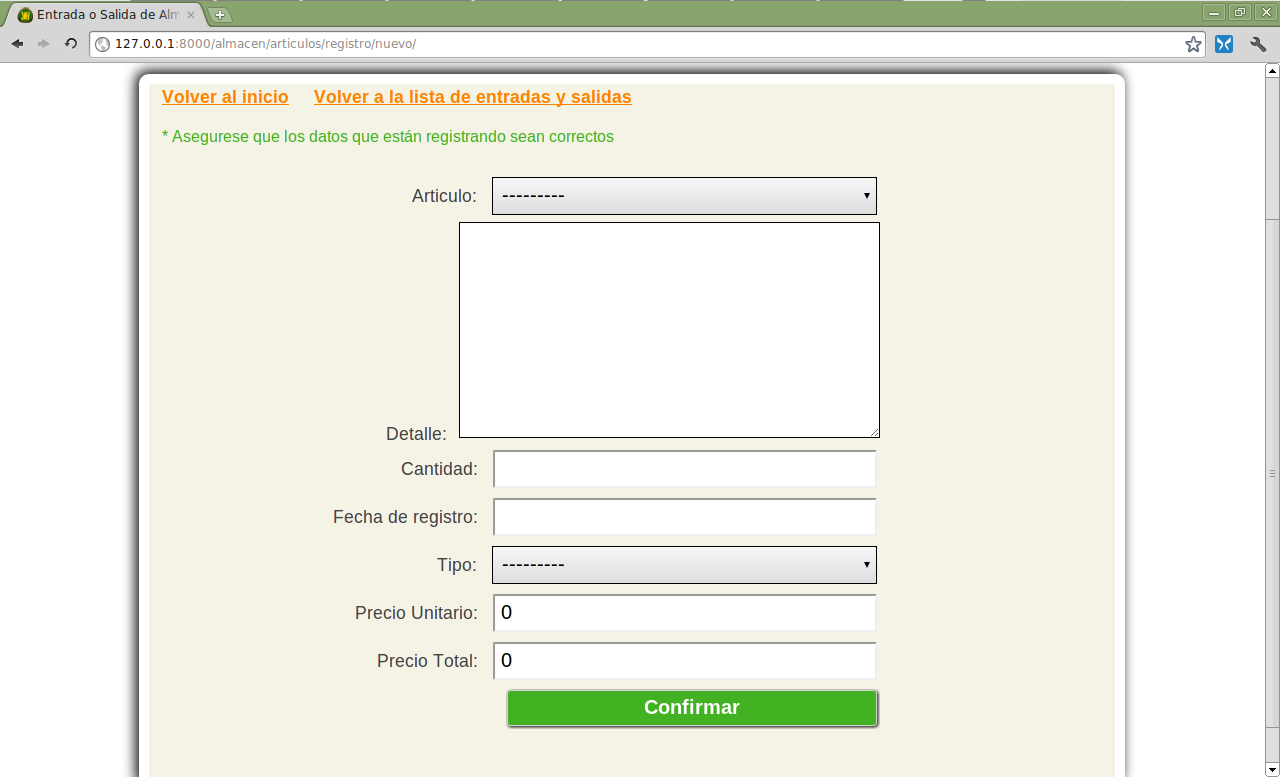 Entrada o Salida de Alm
127.0.0.1:8000/almacen/articulos/registro/nuevo/
Volver al inicio Volver a la lista de entradas y salidas
* Asegurese que los datos que están registrando sean correctos
Articulo: ---------
Detalle:
Cantidad:
Fecha de registro:
Tipo: ---------
Precio Unitario: 0
Precio Total: 0
Confirmar